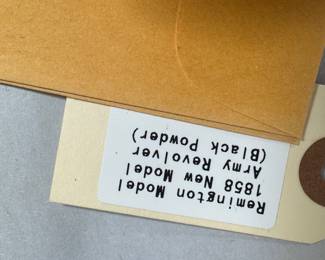 Remington Model
1858 New Model
Army Revolver
(Black Powder)